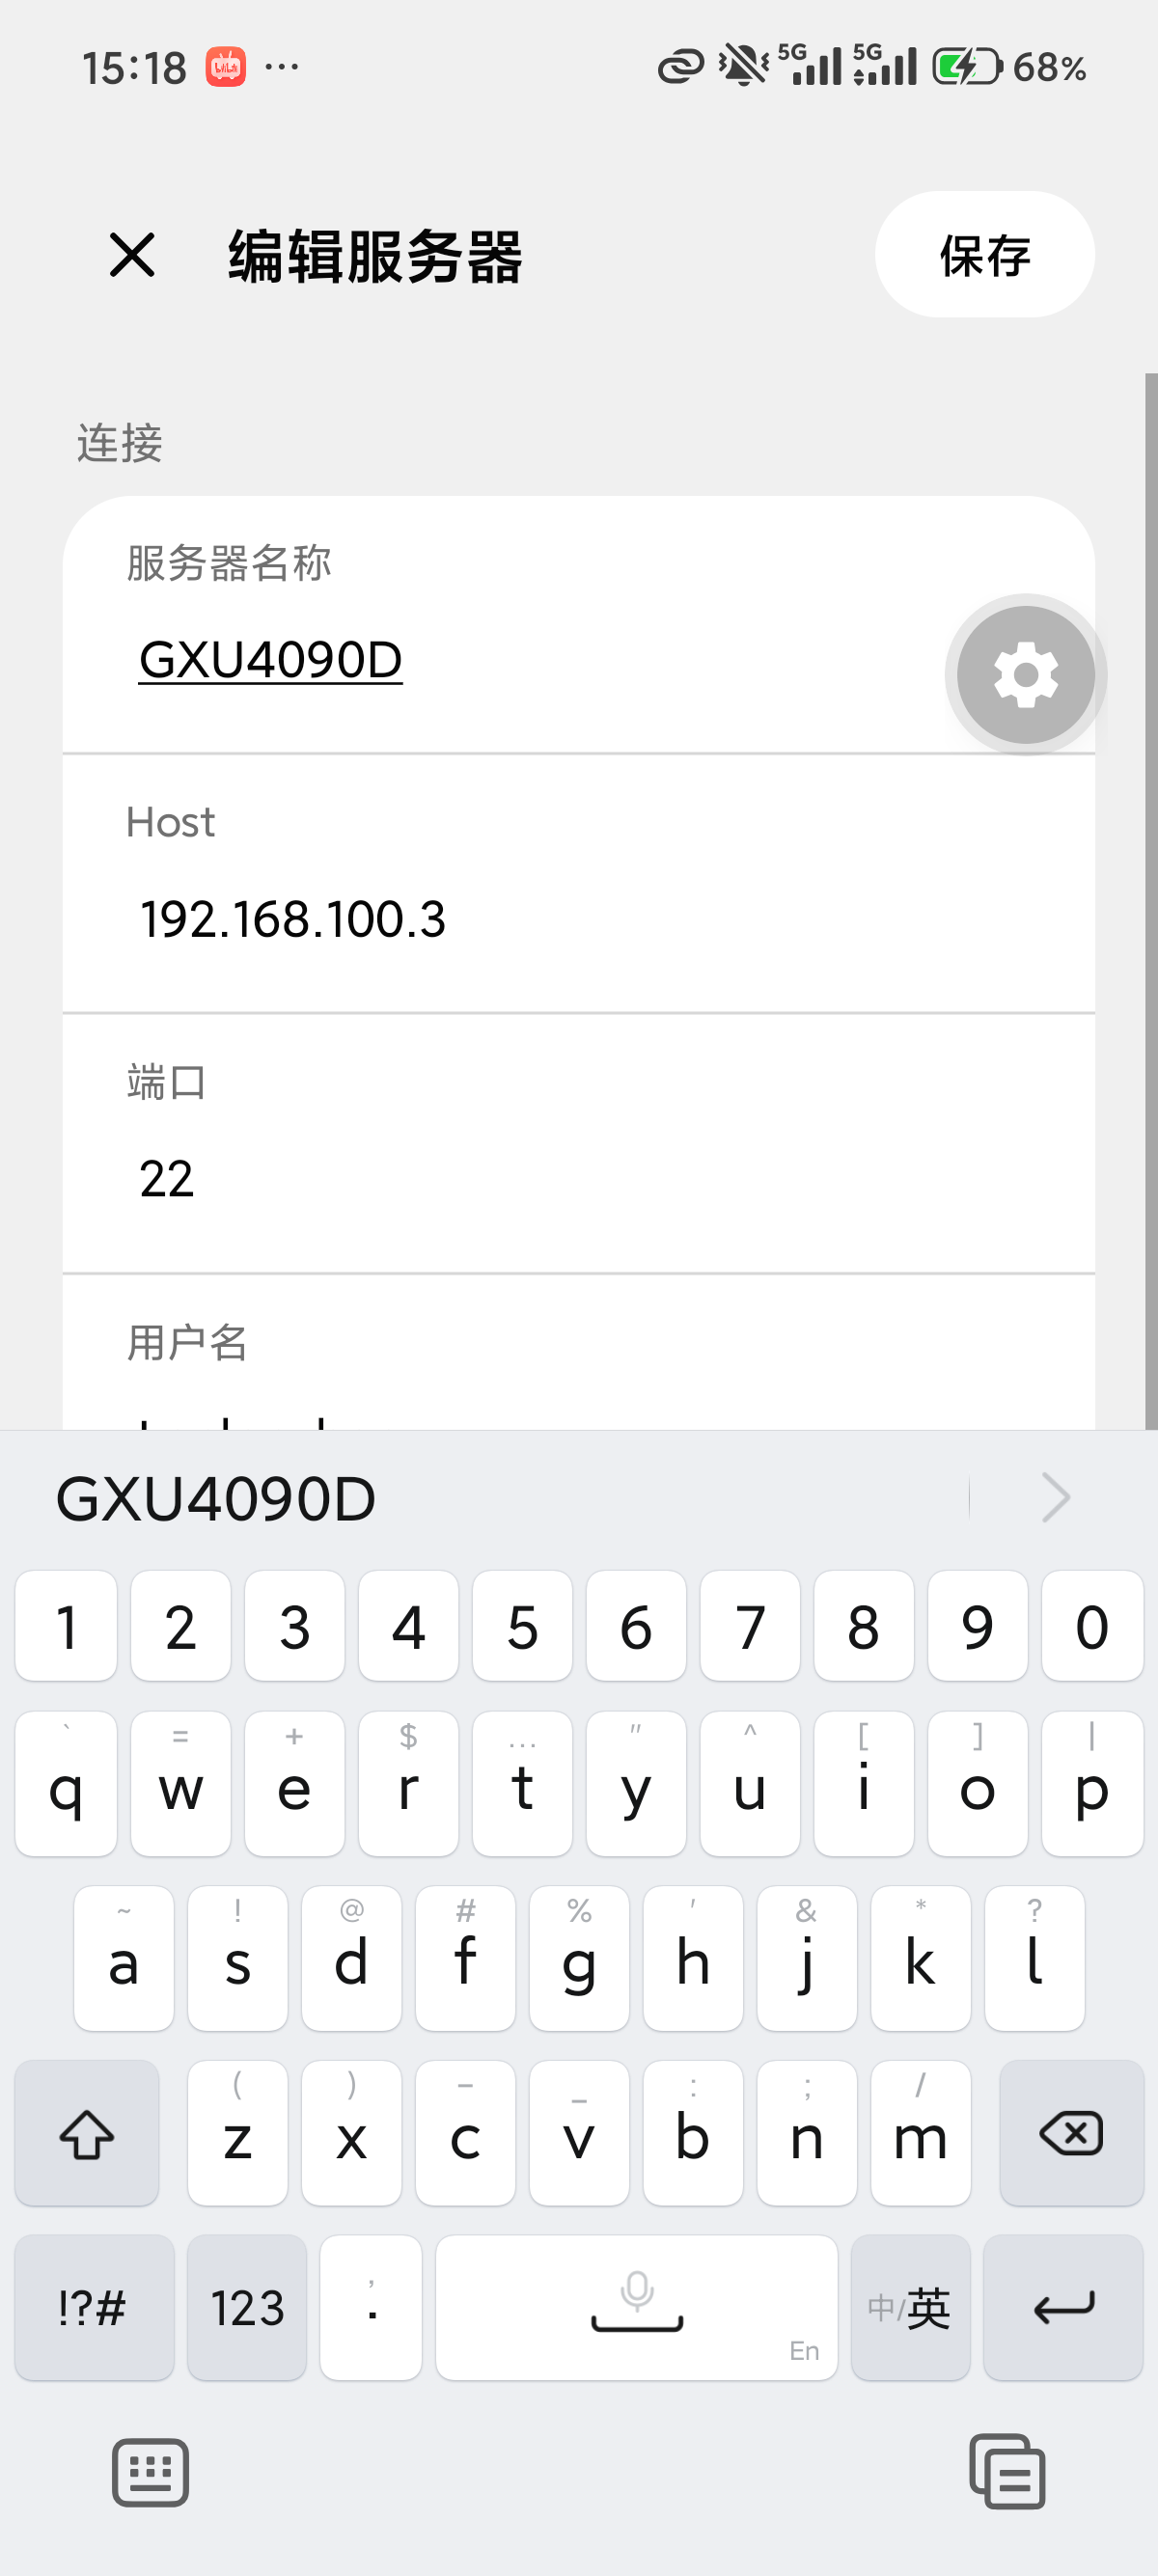 15:18 ... 5G 5G 68%
编辑服务器 保存
连接
服务器名称
GXU4090D
Host
192.168.100.3
端口
22
用户名
GXU4090D
1 2 3 4 5 6 7 8 9 0
` = + $ ... " ^ [ ] |
q w e r t y u i o p
~ ! @ # % ' & * ?
a s d f g h j k l
( ) – _ : ; /
z x c v b n m
!?# 123 , . En 中/英